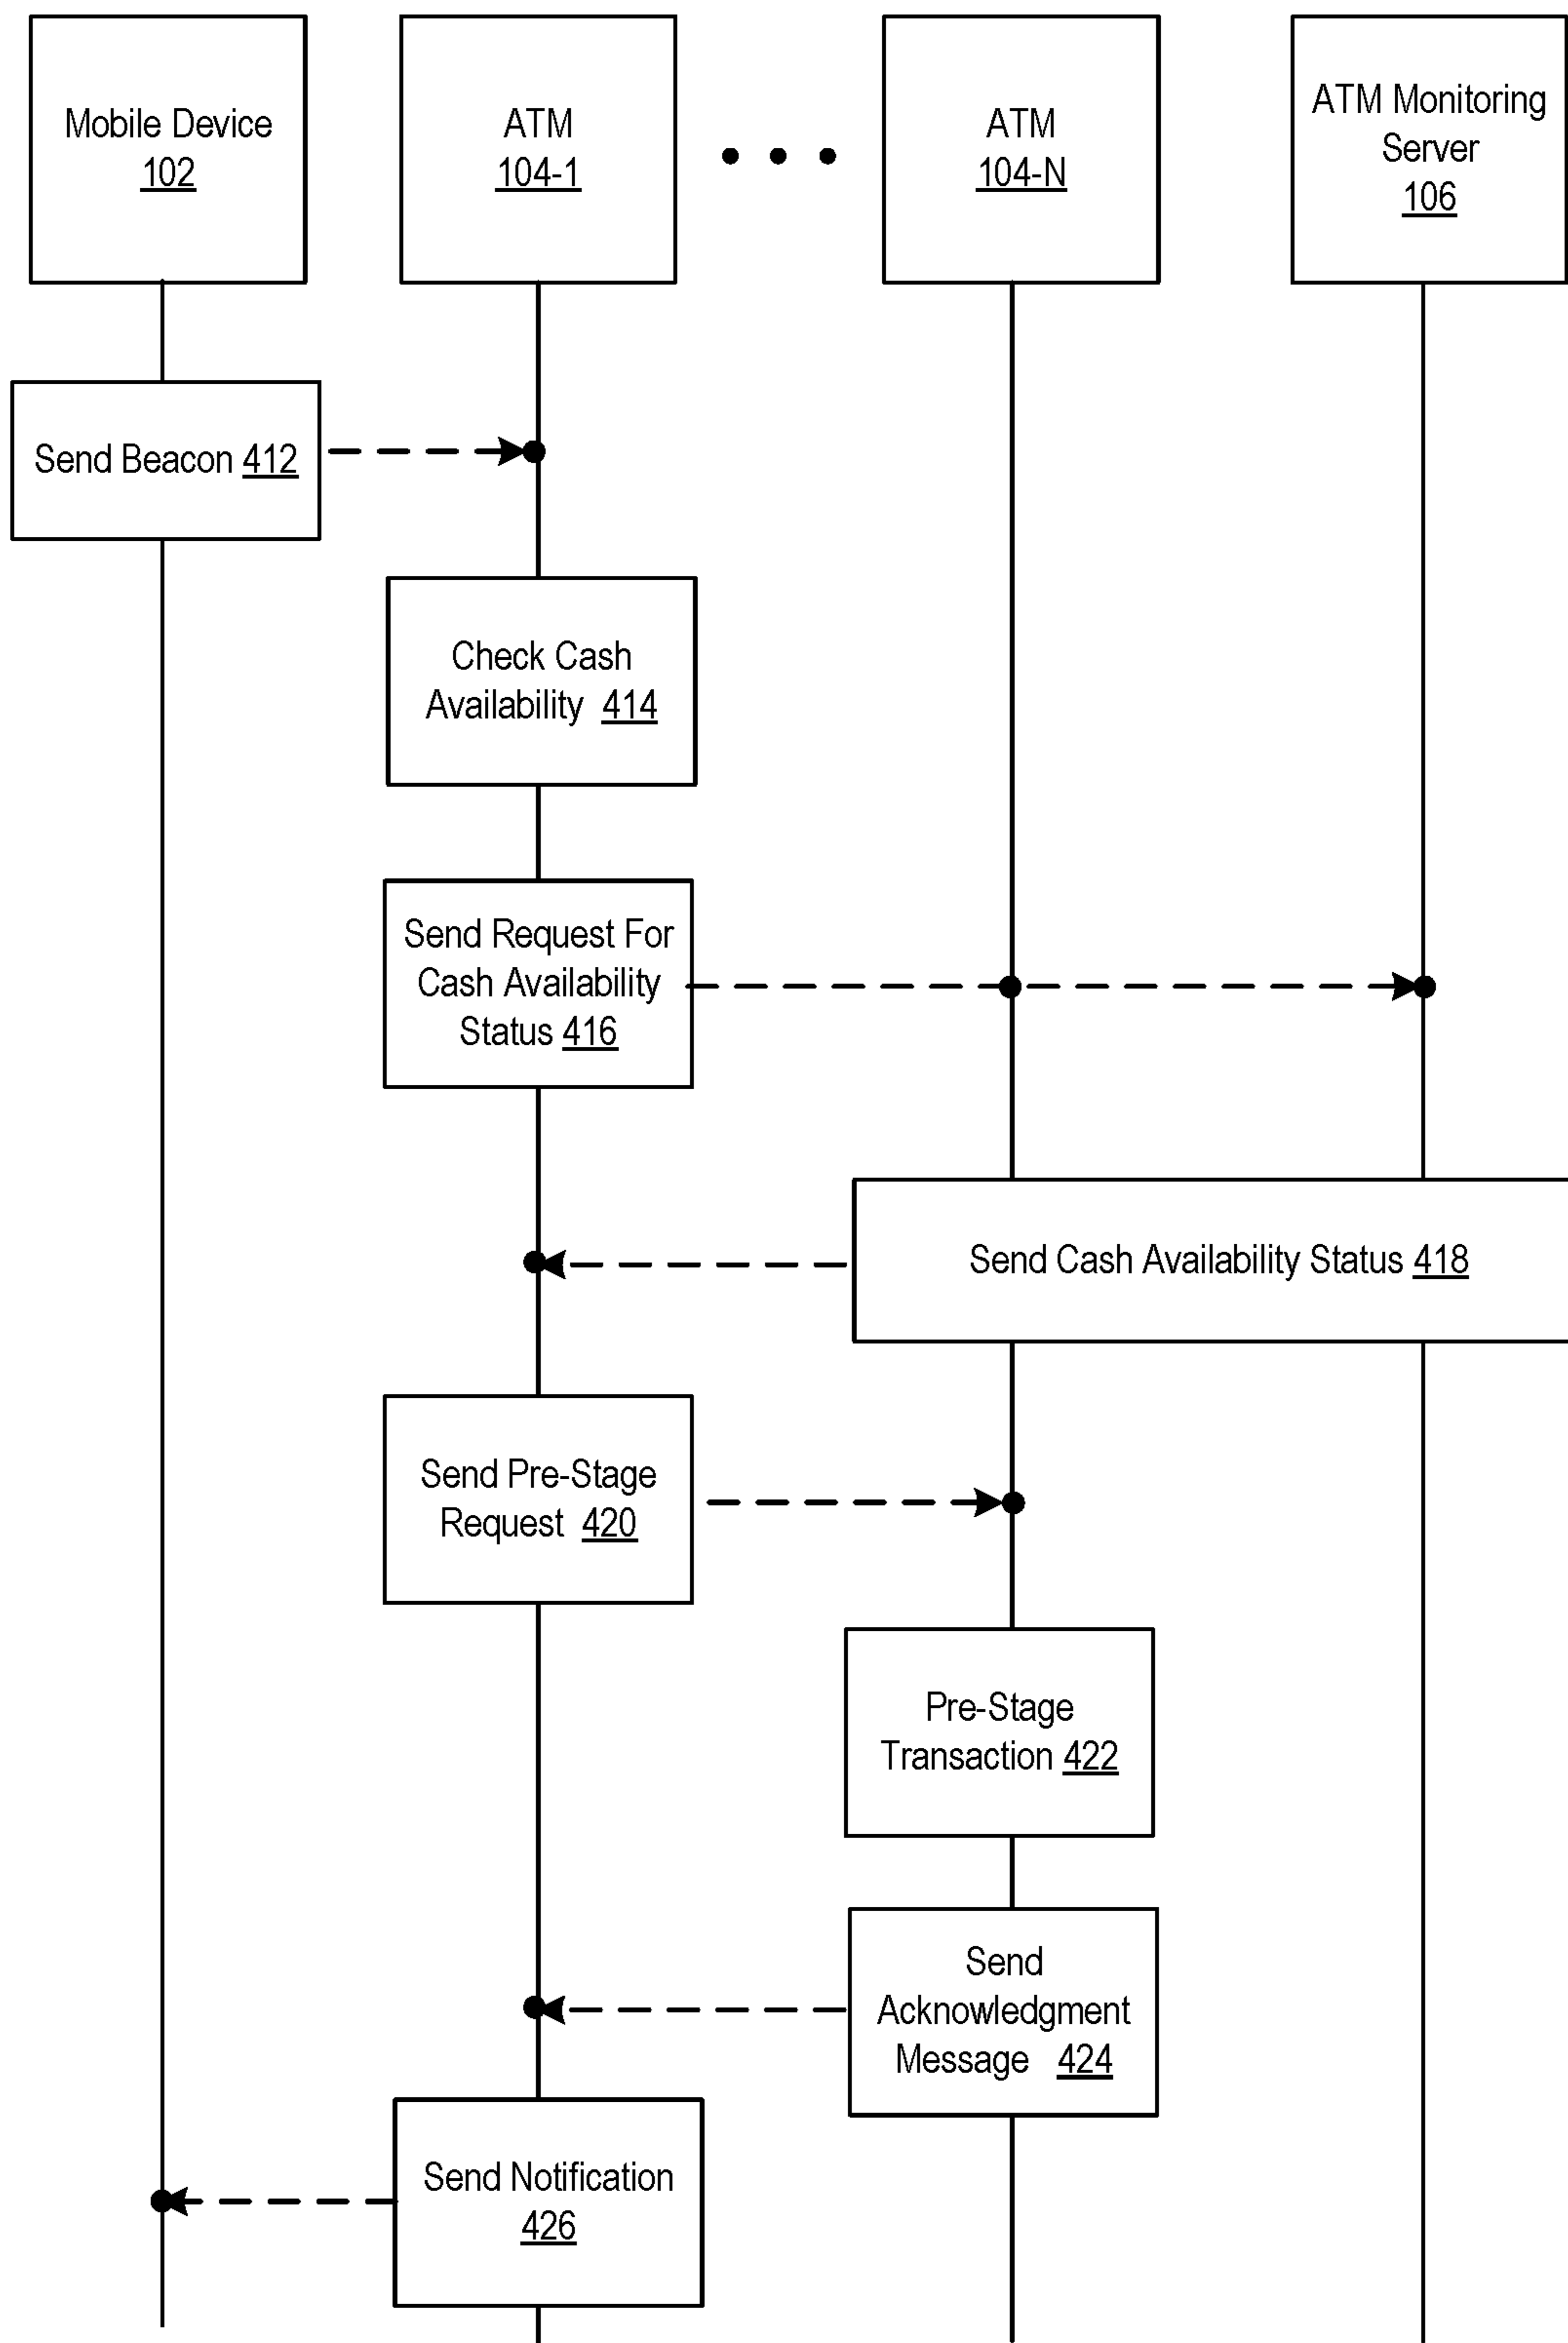 Mobile Device
102
ATM
104-1
ATM
104-N
ATM Monitoring
Server
106
Send Beacon 412
Check Cash
Availability 414
Send Request For
Cash Availability
Status 416
Send Cash Availability Status 418
Send Pre-Stage
Request 420
Pre-Stage
Transaction 422
Send
Acknowledgment
Message 424
Send Notification
426